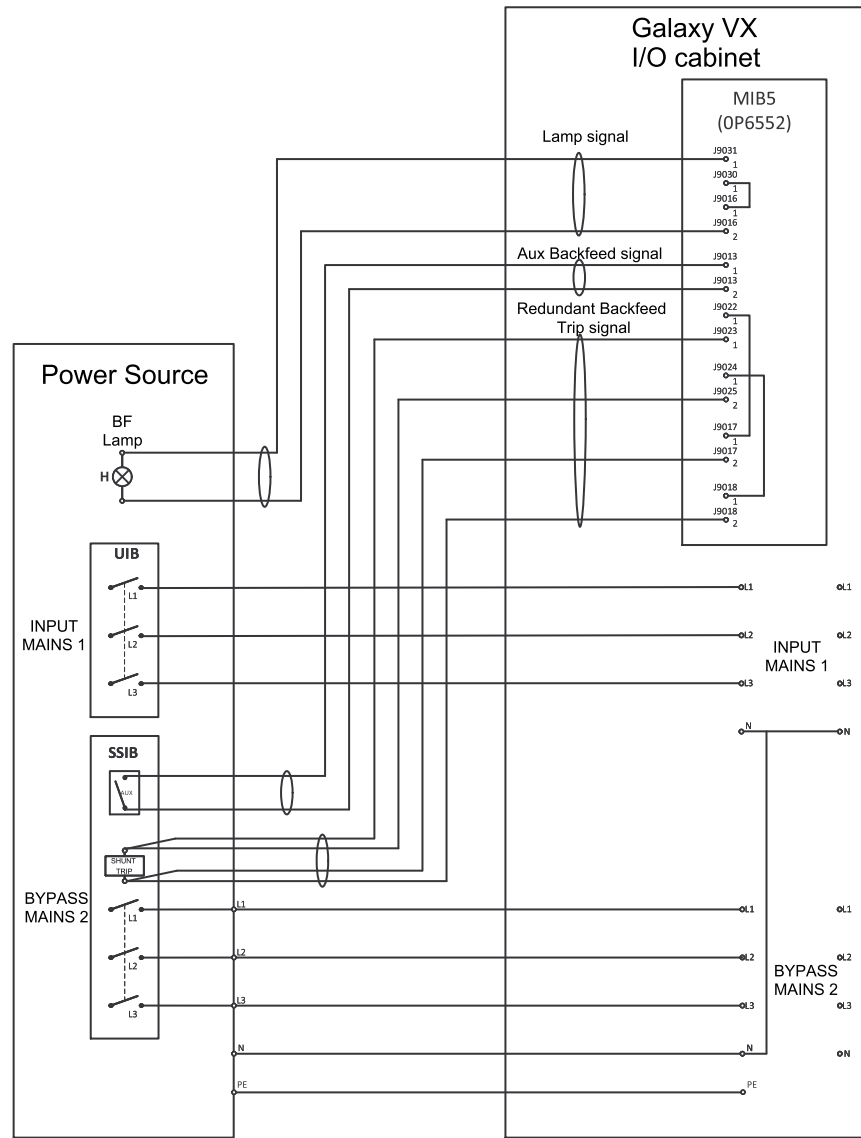 Galaxy VX
I/O cabinet
MIB5
(0P6552)
Lamp signal
J9031
1
J9030
1
J9016
1
J9016
2
Aux Backfeed signal
J9013
1
J9013
2
Redundant Backfeed
Trip signal
J9022
1
J9023
1
J9024
1
J9025
2
J9017
1
J9017
2
J9018
1
J9018
2
Power Source
BF
Lamp
H
UIB
INPUT
MAINS 1
L1
L2
L3
L1
L2
L3
N
INPUT
MAINS 1
L1
L2
L3
N
SSIB
AUX
SHUNT
TRIP
BYPASS
MAINS 2
L1
L2
L3
L1
L2
L3
N
PE
L1
L2
L3
N
PE
BYPASS
MAINS 2
L1
L2
L3
N